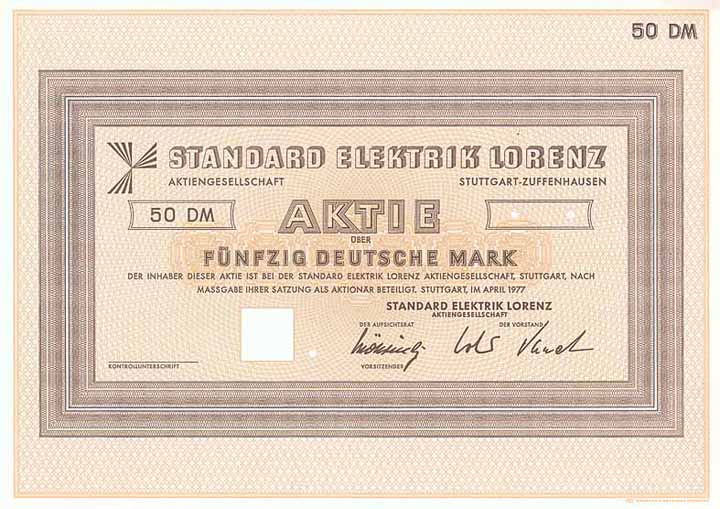 50 DM
STANDARD ELEKTRIK LORENZ
AKTIENGESELLSCHAFT STUTTGART-ZUFFENHAUSEN
50 DM AKTIE
ÜBER
FÜNFZIG DEUTSCHE MARK
DER INHABER DIESER AKTIE IST BEI DER STANDARD ELEKTRIK LORENZ AKTIENGESELLSCHAFT, STUTTGART, NACH
MASSGABE IHRER SATZUNG ALS AKTIONÄR BETEILIGT. STUTTGART, IM APRIL 1977
STANDARD ELEKTRIK LORENZ
AKTIENGESELLSCHAFT
DER AUFSICHTSRAT DER VORSTAND
KONTROLLUNTERSCHRIFT VORSITZENDER